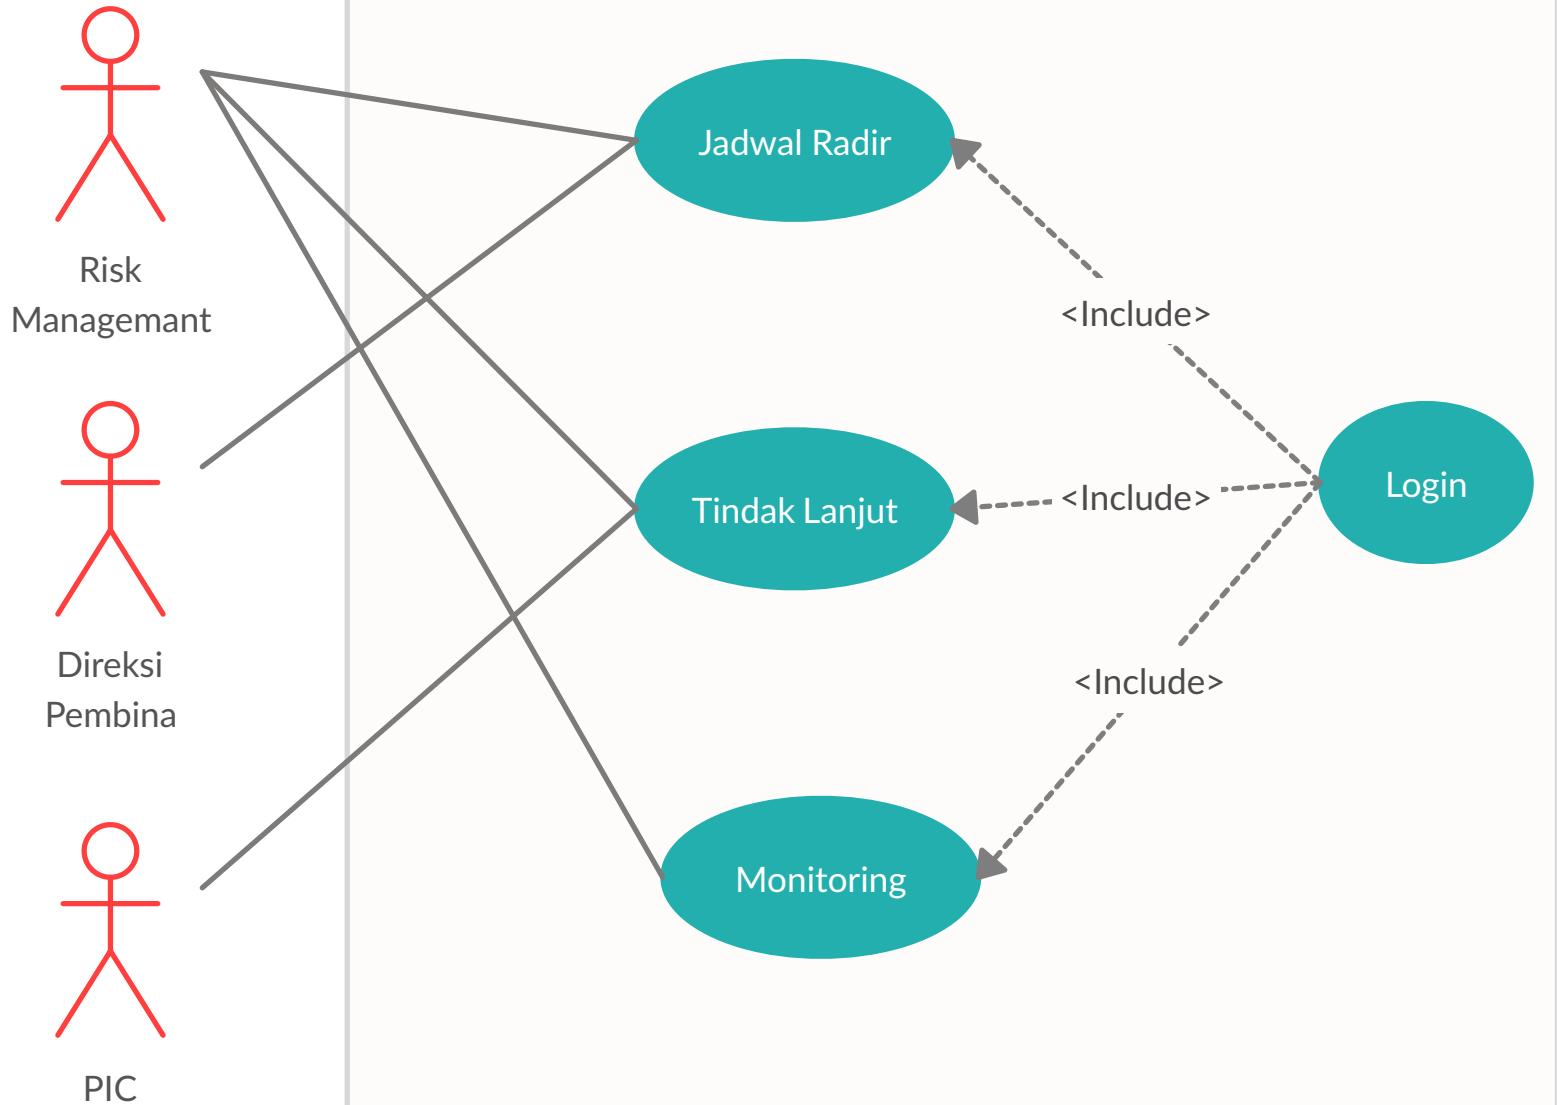 Risk
Managemant
Direksi
Pembina
PIC
Jadwal Radir
Tindak Lanjut
Monitoring
<Include>
<Include>
<Include>
Login